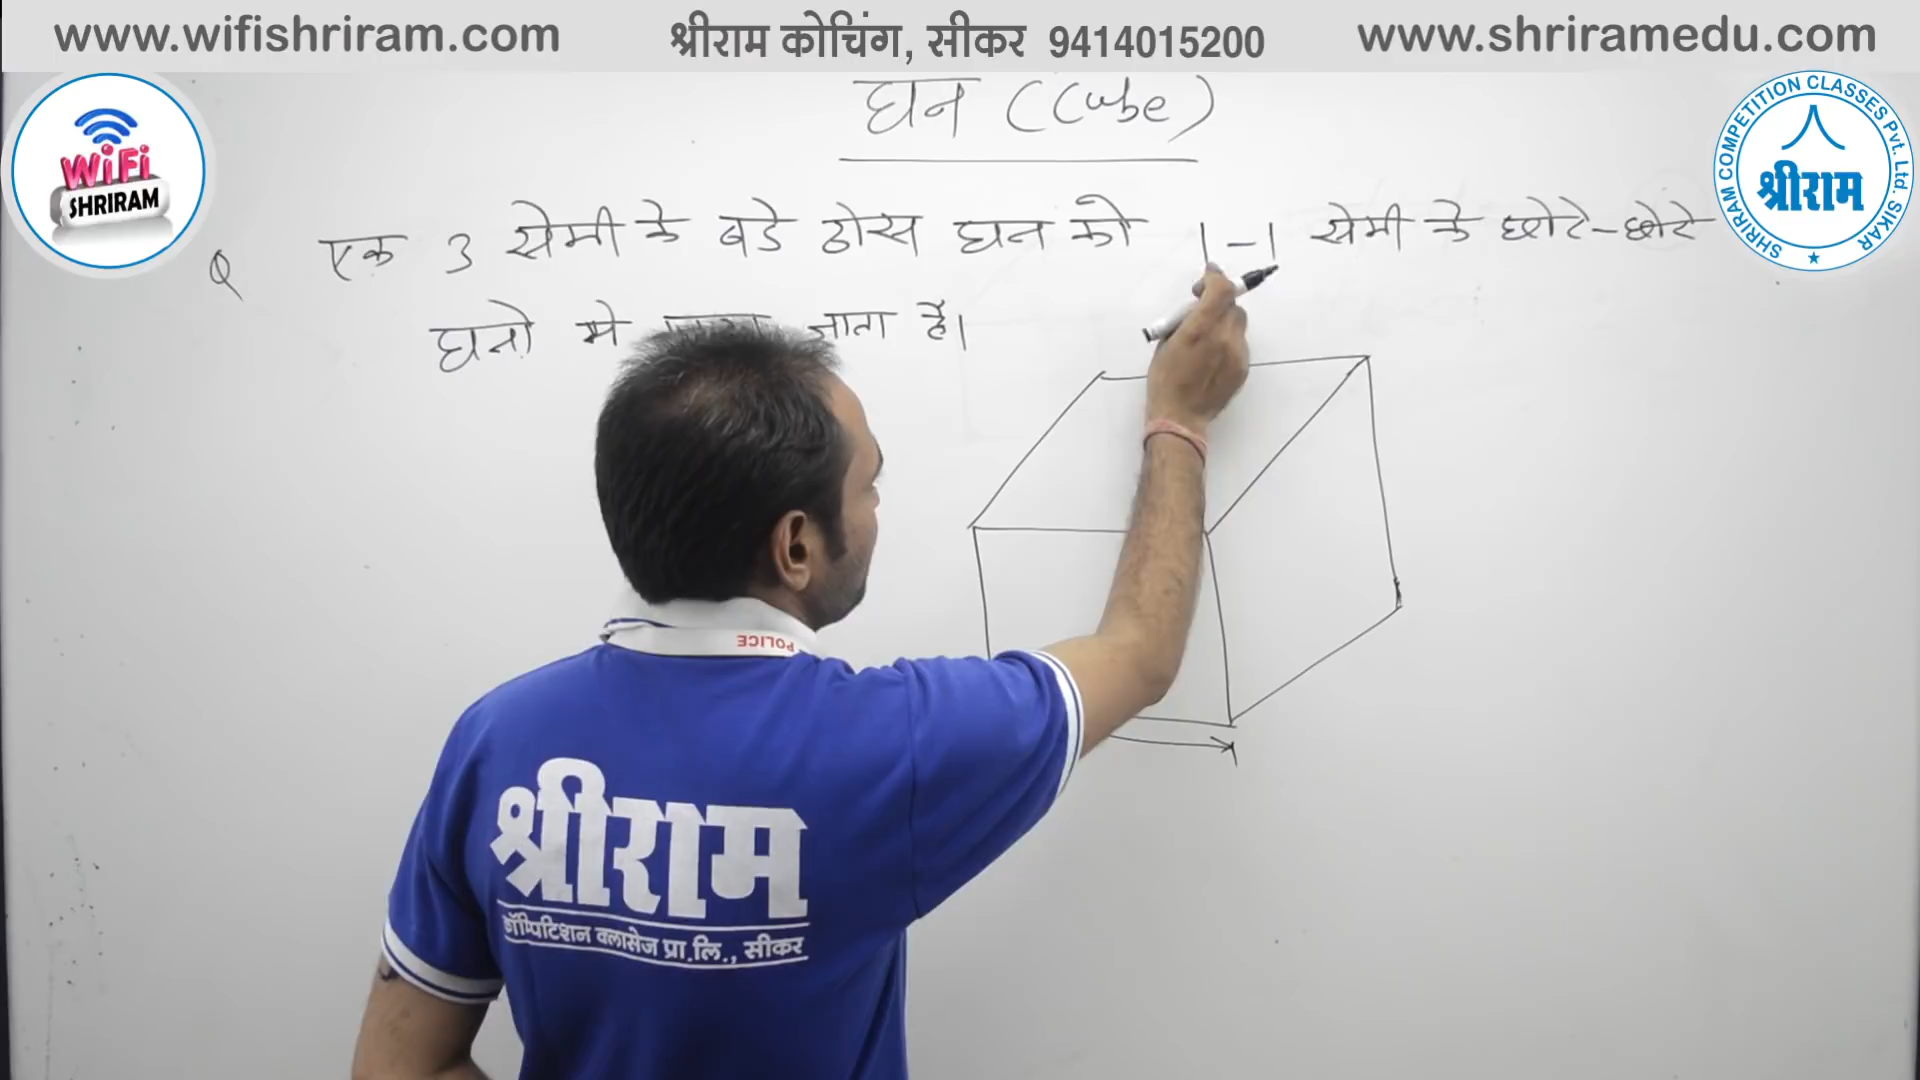 www.wifishriram.com श्रीराम कोचिंग, सीकर 9414015200 www.shriramedu.com
WiFi
SHRIRAM
SHRIRAM COMPETITION CLASSES Pvt. Ltd. SIKAR
श्रीराम
घन (Cube)
Q एक 3 सेमी के बडे ठोस घन को 1-1 सेमी के छोटे-छोटे
घनो मे जाता है।
POLICE
श्रीराम
कॉम्पिटिशन क्लासेज प्रा.लि., सीकर